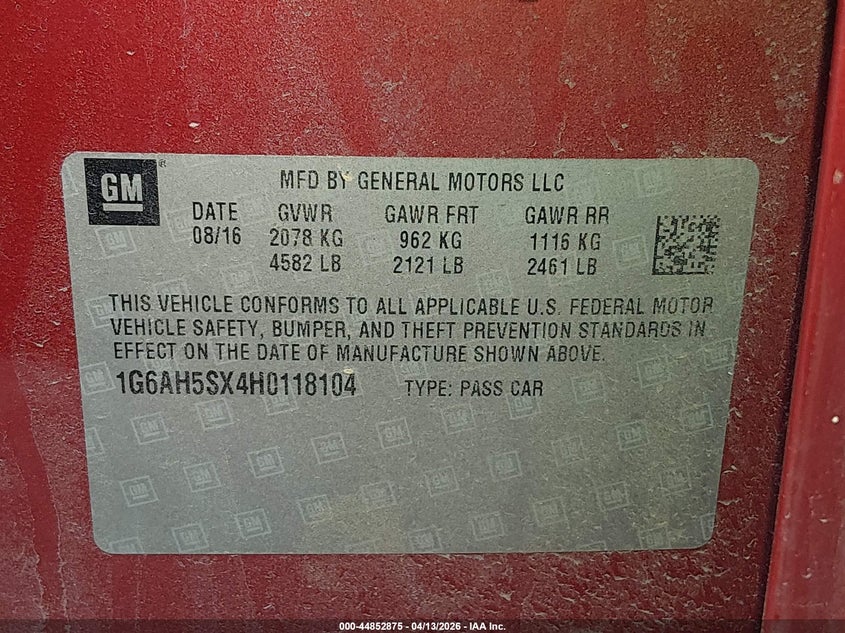 GM
MFD BY GENERAL MOTORS LLC
DATE GVWR GAWR FRT GAWR RR
08/16 2078 KG 962 KG 1116 KG
4582 LB 2121 LB 2461 LB
THIS VEHICLE CONFORMS TO ALL APPLICABLE U.S. FEDERAL MOTOR
VEHICLE SAFETY, BUMPER, AND THEFT PREVENTION STANDARDS IN
EFFECT ON THE DATE OF MANUFACTURE SHOWN ABOVE.
1G6AH5SX4H0118104 TYPE: PASS CAR
000-44852875 - 04/13/2026 - IAA Inc.